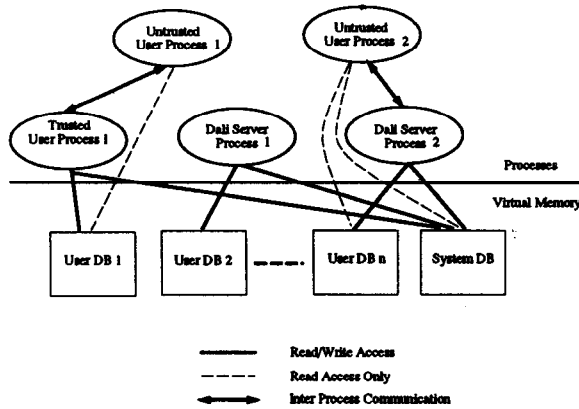 Untrusted
User Process 1
Untrusted
User Process 2
Trusted
User Process 1
Dali Server
Process 1
Dali Server
Process 2
Processes
Virtual Memory
User DB 1
User DB 2
User DB n
System DB
Read/Write Access
Read Access Only
Inter Process Communication